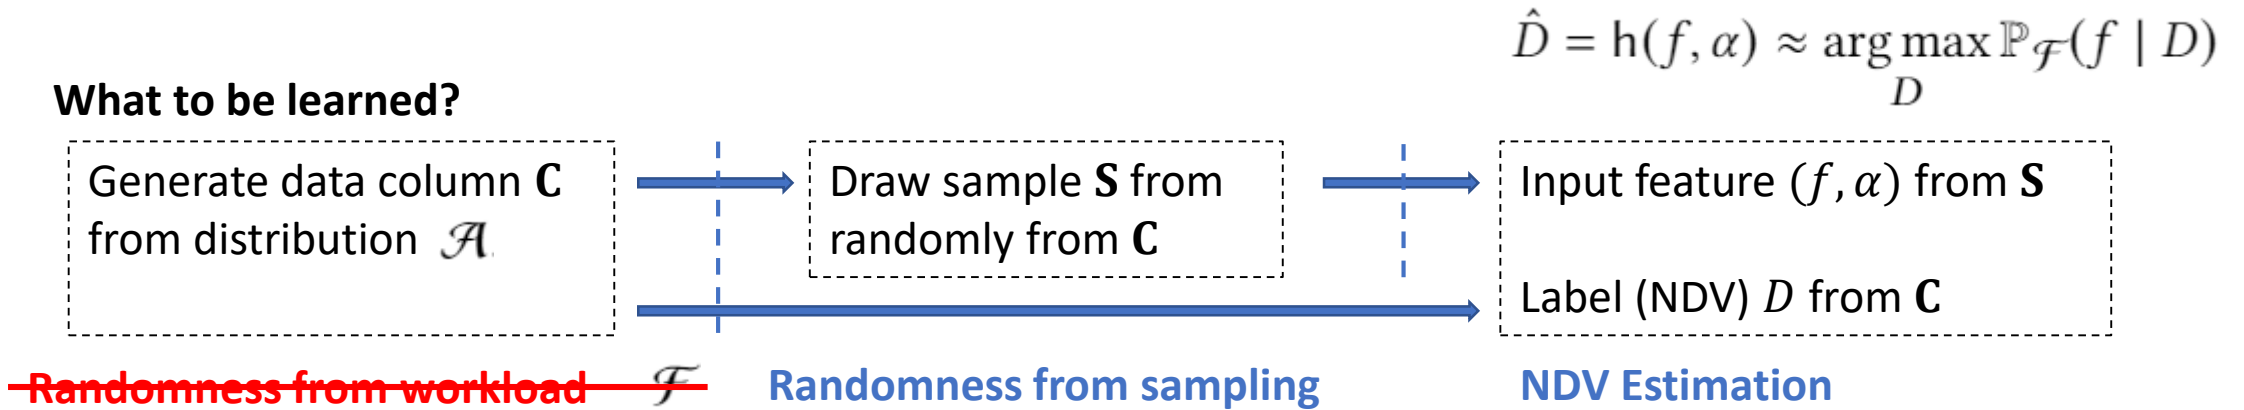 D̂ = h(f, α) ≈ arg max ℙ_ℱ(f | D)
D
What to be learned?
Generate data column C
from distribution 𝒜.
Draw sample S from
randomly from C
Input feature (f, α) from S
Label (NDV) D from C
Randomness from workload ℱ
Randomness from sampling
NDV Estimation